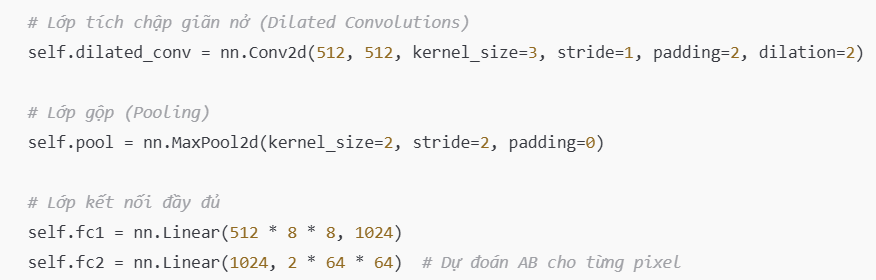 # Lớp tích chập giãn nở (Dilated Convolutions)
self.dilated_conv = nn.Conv2d(512, 512, kernel_size=3, stride=1, padding=2, dilation=2)
# Lớp gộp (Pooling)
self.pool = nn.MaxPool2d(kernel_size=2, stride=2, padding=0)
# Lớp kết nối đầy đủ
self.fc1 = nn.Linear(512 * 8 * 8, 1024)
self.fc2 = nn.Linear(1024, 2 * 64 * 64)  # Dự đoán AB cho từng pixel